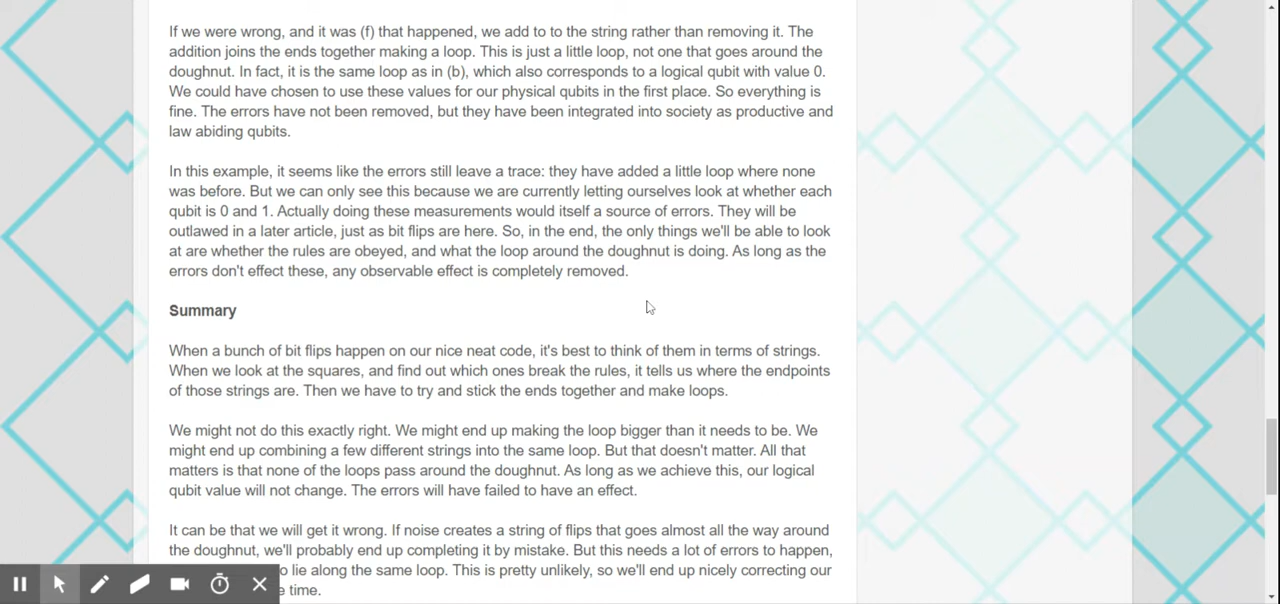 If we were wrong, and it was (f) that happened, we add to to the string rather than removing it. The
addition joins the ends together making a loop. This is just a little loop, not one that goes around the
doughnut. In fact, it is the same loop as in (b), which also corresponds to a logical qubit with value 0.
We could have chosen to use these values for our physical qubits in the first place. So everything is
fine. The errors have not been removed, but they have been integrated into society as productive and
law abiding qubits.
In this example, it seems like the errors still leave a trace: they have added a little loop where none
was before. But we can only see this because we are currently letting ourselves look at whether each
qubit is 0 and 1. Actually doing these measurements would itself a source of errors. They will be
outlawed in a later article, just as bit flips are here. So, in the end, the only things we'll be able to look
at are whether the rules are obeyed, and what the loop around the doughnut is doing. As long as the
errors don't effect these, any observable effect is completely removed.
Summary
When a bunch of bit flips happen on our nice neat code, it's best to think of them in terms of strings.
When we look at the squares, and find out which ones break the rules, it tells us where the endpoints
of those strings are. Then we have to try and stick the ends together and make loops.
We might not do this exactly right. We might end up making the loop bigger than it needs to be. We
might end up combining a few different strings into the same loop. But that doesn't matter. All that
matters is that none of the loops pass around the doughnut. As long as we achieve this, our logical
qubit value will not change. The errors will have failed to have an effect.
It can be that we will get it wrong. If noise creates a string of flips that goes almost all the way around
the doughnut, we'll probably end up completing it by mistake. But this needs a lot of errors to happen,
lie along the same loop. This is pretty unlikely, so we'll end up nicely correcting our
time.